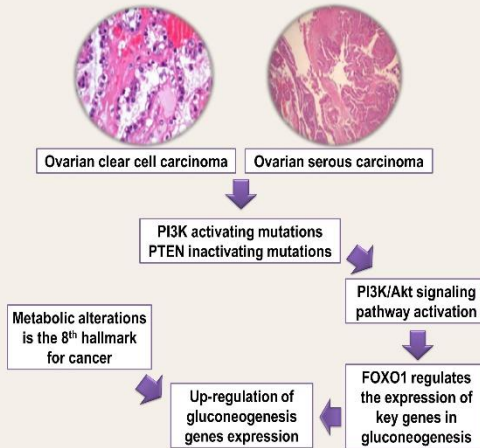 Ovarian clear cell carcinoma
Ovarian serous carcinoma
PI3K activating mutations
PTEN inactivating mutations
PI3K/Akt signaling
pathway activation
Metabolic alterations
is the 8th hallmark
for cancer
FOXO1 regulates
the expression of
key genes in
gluconeogenesis
Up-regulation of
gluconeogenesis
genes expression